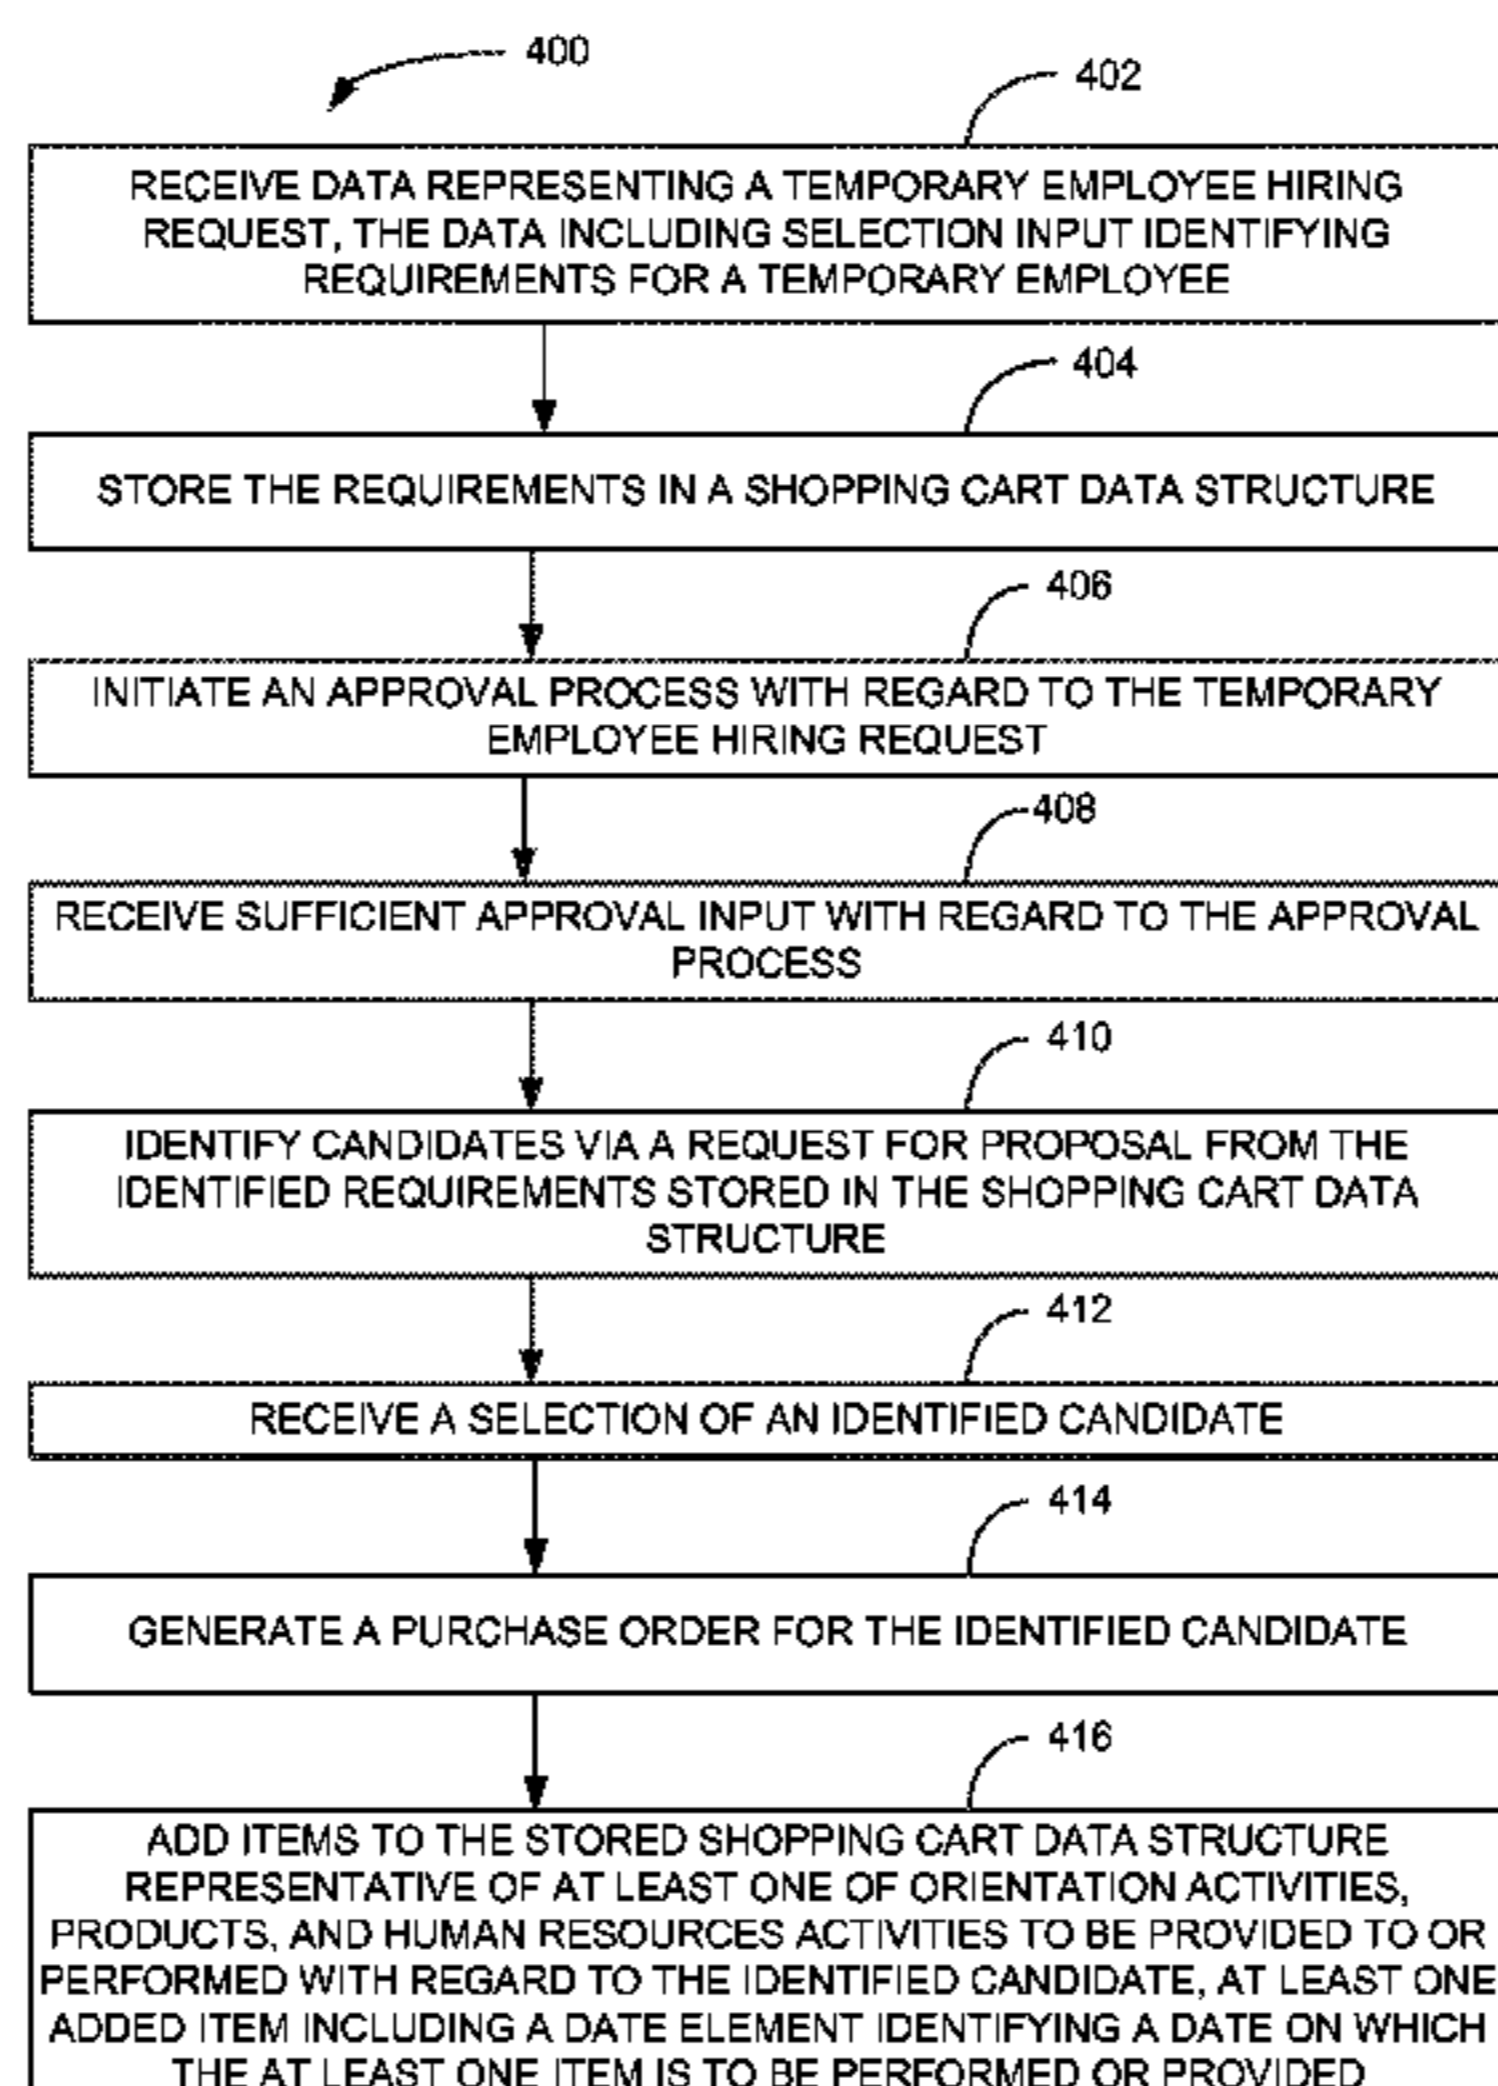 400
402
RECEIVE DATA REPRESENTING A TEMPORARY EMPLOYEE HIRING
REQUEST, THE DATA INCLUDING SELECTION INPUT IDENTIFYING
REQUIREMENTS FOR A TEMPORARY EMPLOYEE
404
STORE THE REQUIREMENTS IN A SHOPPING CART DATA STRUCTURE
406
INITIATE AN APPROVAL PROCESS WITH REGARD TO THE TEMPORARY
EMPLOYEE HIRING REQUEST
408
RECEIVE SUFFICIENT APPROVAL INPUT WITH REGARD TO THE APPROVAL
PROCESS
410
IDENTIFY CANDIDATES VIA A REQUEST FOR PROPOSAL FROM THE
IDENTIFIED REQUIREMENTS STORED IN THE SHOPPING CART DATA
STRUCTURE
412
RECEIVE A SELECTION OF AN IDENTIFIED CANDIDATE
414
GENERATE A PURCHASE ORDER FOR THE IDENTIFIED CANDIDATE
416
ADD ITEMS TO THE STORED SHOPPING CART DATA STRUCTURE
REPRESENTATIVE OF AT LEAST ONE OF ORIENTATION ACTIVITIES,
PRODUCTS, AND HUMAN RESOURCES ACTIVITIES TO BE PROVIDED TO OR
PERFORMED WITH REGARD TO THE IDENTIFIED CANDIDATE, AT LEAST ONE
ADDED ITEM INCLUDING A DATE ELEMENT IDENTIFYING A DATE ON WHICH
THE AT LEAST ONE ITEM IS TO BE PERFORMED OR PROVIDED